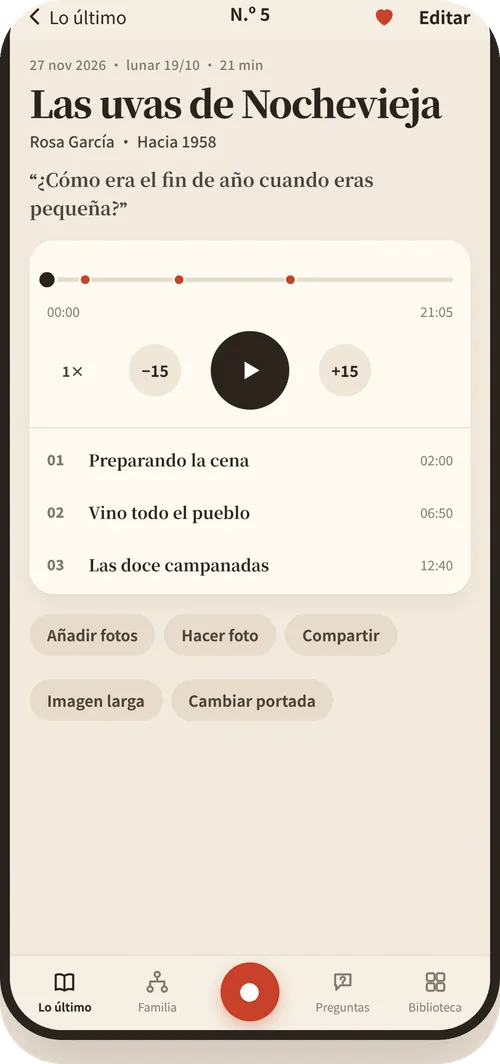 Lo último N.º 5 Editar
27 nov 2026 • lunar 19/10 • 21 min
Las uvas de Nochevieja
Rosa García • Hacia 1958
“¿Cómo era el fin de año cuando eras
pequeña?”
00:00 21:05
1× −15 +15
01 Preparando la cena 02:00
02 Vino todo el pueblo 06:50
03 Las doce campanadas 12:40
Añadir fotos Hacer foto Compartir
Imagen larga Cambiar portada
Lo último Familia Preguntas Biblioteca